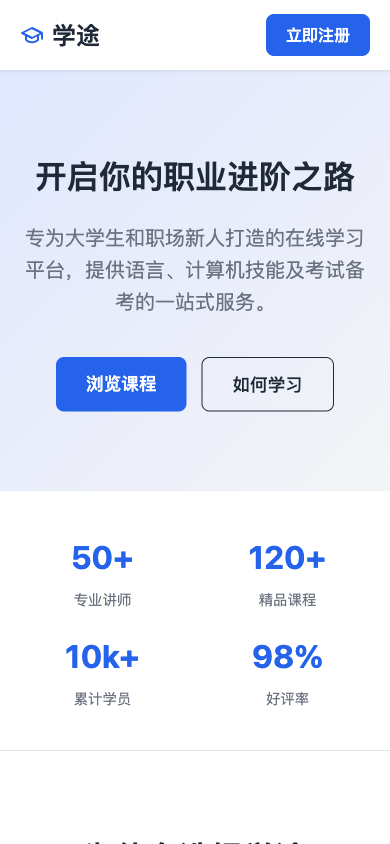 学途
立即注册
开启你的职业进阶之路
专为大学生和职场新人打造的在线学习
平台，提供语言、计算机技能及考试备
考的一站式服务。
浏览课程
如何学习
50+
120+
专业讲师
精品课程
10k+
98%
累计学员
好评率